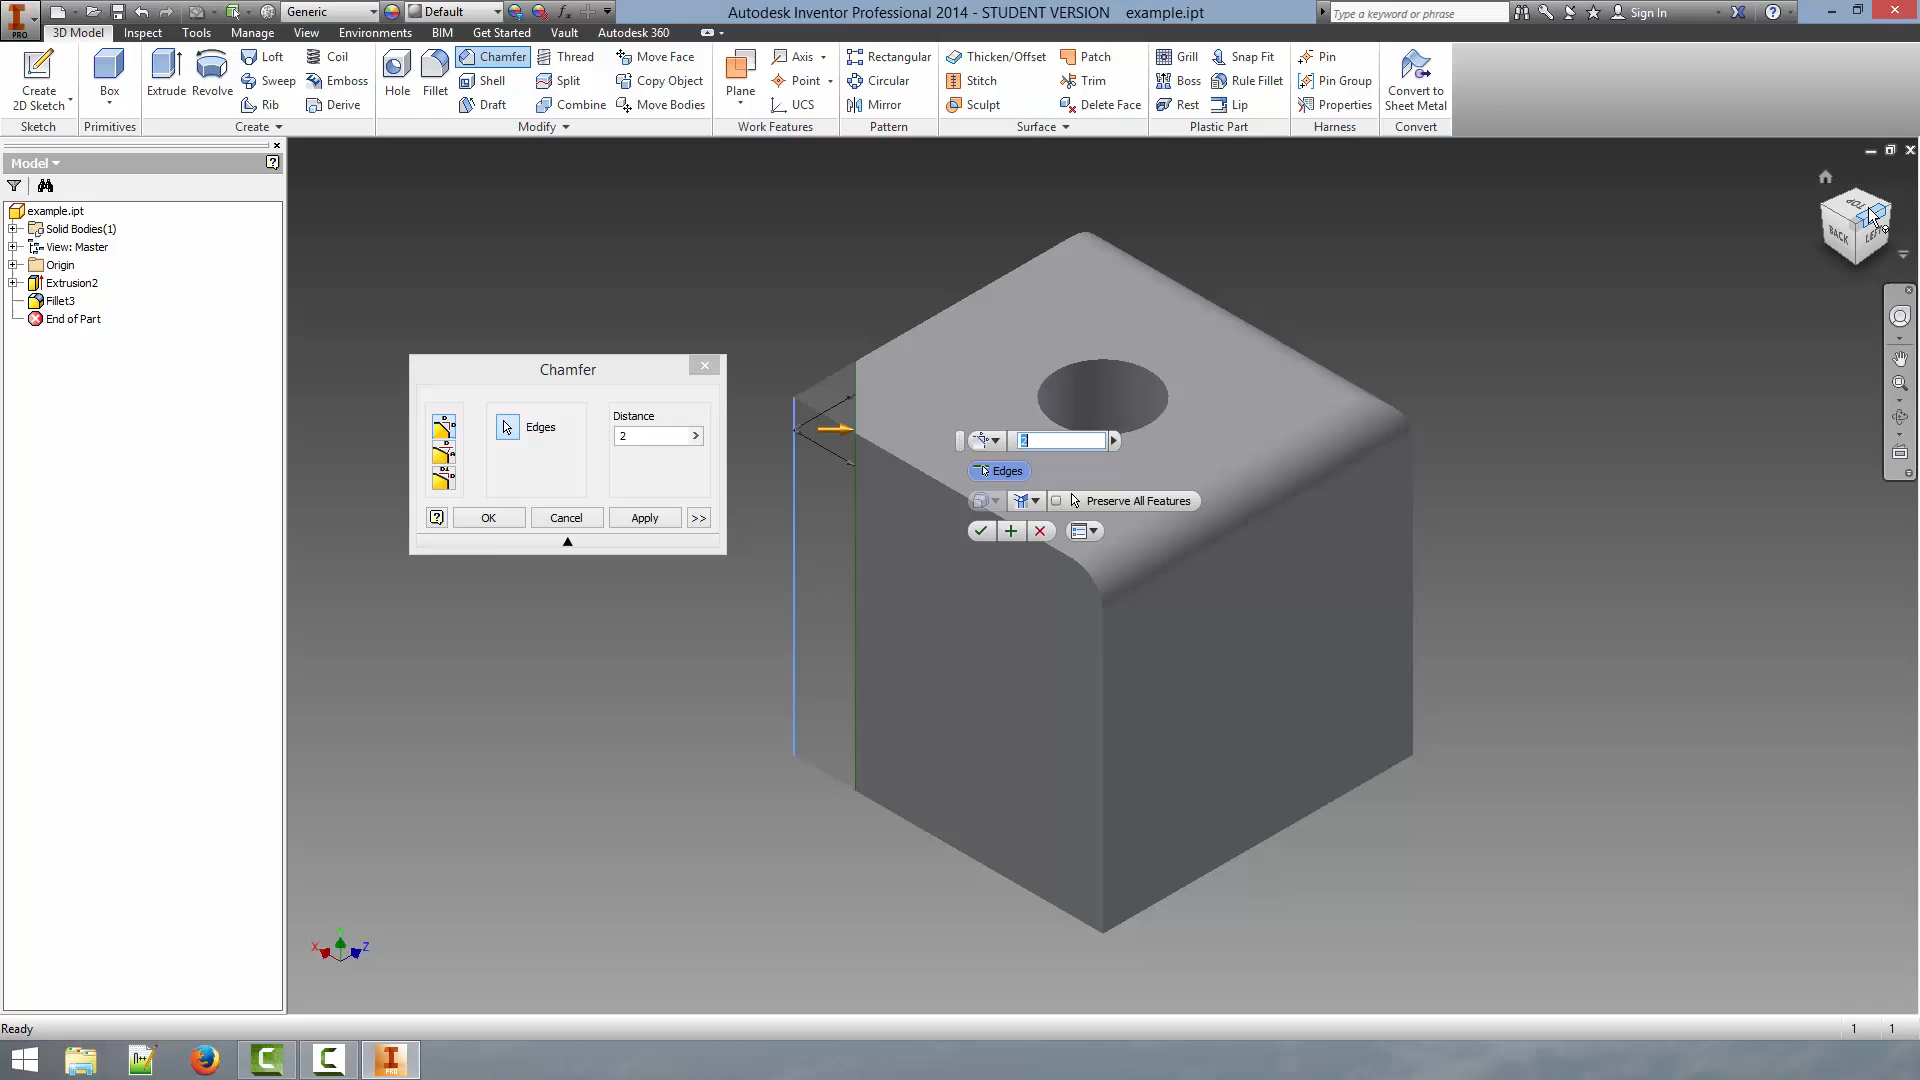 Generic
Default
Autodesk Inventor Professional 2014 - STUDENT VERSION example.ipt
Type a keyword or phrase
Sign In
PRO
3D Model Inspect Tools Manage View Environments BIM Get Started Vault Autodesk 360
Loft Coil Chamfer Thread Move Face Axis Rectangular Thicken/Offset Patch Grill Snap Fit Pin
Create
2D Sketch
Box
Extrude Revolve
Sweep Emboss
Hole Fillet
Shell Split Copy Object
Plane
Point Circular Stitch Trim Boss Rule Fillet Pin Group
Convert to
Sheet Metal
Rib Derive Draft Combine Move Bodies UCS Mirror Sculpt Delete Face Rest Lip Properties
Sketch Primitives Create Modify Work Features Pattern Surface Plastic Part Harness Convert
Model
example.ipt
Solid Bodies(1)
View: Master
Origin
Extrusion2
Fillet3
End of Part
TOP
BACK
LEFT
Chamfer
Edges
Distance
2
OK Cancel Apply >>
2
Edges
Preserve All Features
X Y Z
Ready
1 1
PRO